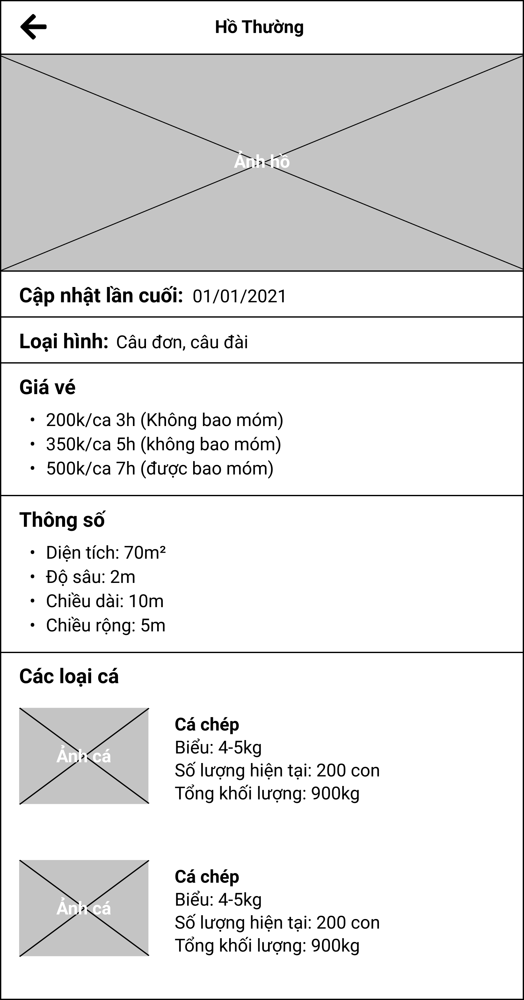 Hồ Thường
Ảnh hồ
Cập nhật lần cuối: 01/01/2021
Loại hình: Câu đơn, câu đài
Giá vé
• 200k/ca 3h (Không bao móm)
• 350k/ca 5h (không bao móm)
• 500k/ca 7h (được bao móm)
Thông số
• Diện tích: 70m²
• Độ sâu: 2m
• Chiều dài: 10m
• Chiều rộng: 5m
Các loại cá
Ảnh cá
Cá chép
Biểu: 4-5kg
Số lượng hiện tại: 200 con
Tổng khối lượng: 900kg
Ảnh cá
Cá chép
Biểu: 4-5kg
Số lượng hiện tại: 200 con
Tổng khối lượng: 900kg